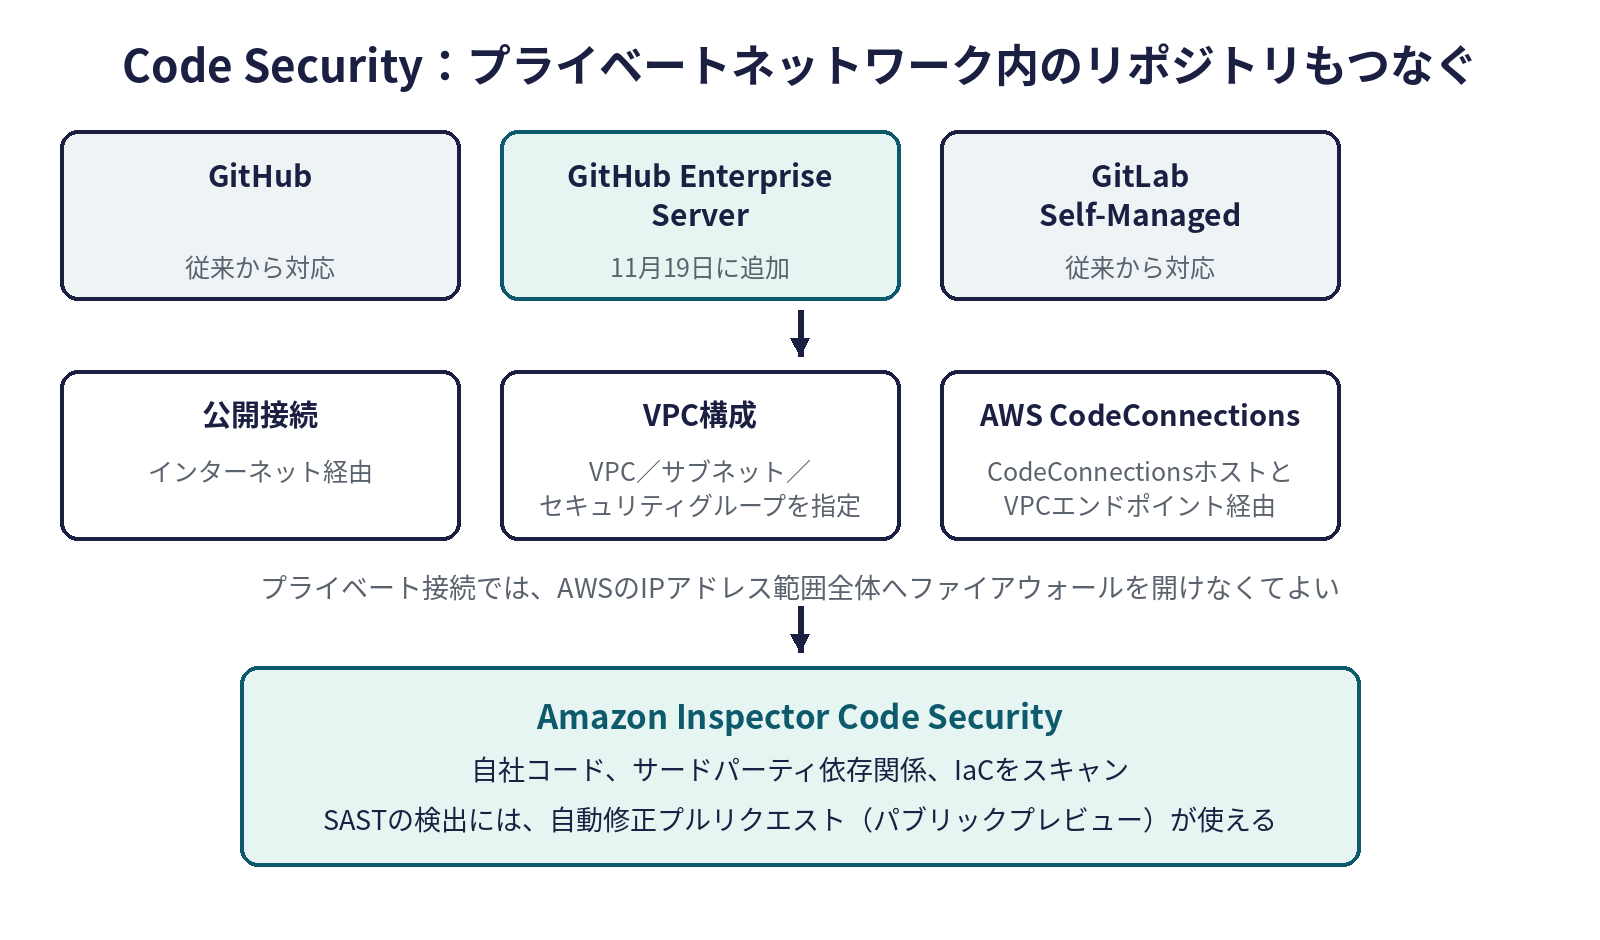 Code Security：プライベートネットワーク内のリポジトリもつなぐ
GitHub
従来から対応
GitHub Enterprise
Server
11月19日に追加
GitLab
Self-Managed
従来から対応
公開接続
インターネット経由
VPC構成
VPC／サブネット／
セキュリティグループを指定
AWS CodeConnections
CodeConnectionsホストと
VPCエンドポイント経由
プライベート接続では、AWSのIPアドレス範囲全体へファイアウォールを開けなくてよい
Amazon Inspector Code Security
自社コード、サードパーティ依存関係、IaCをスキャン
SASTの検出には、自動修正プルリクエスト（パブリックプレビュー）が使える